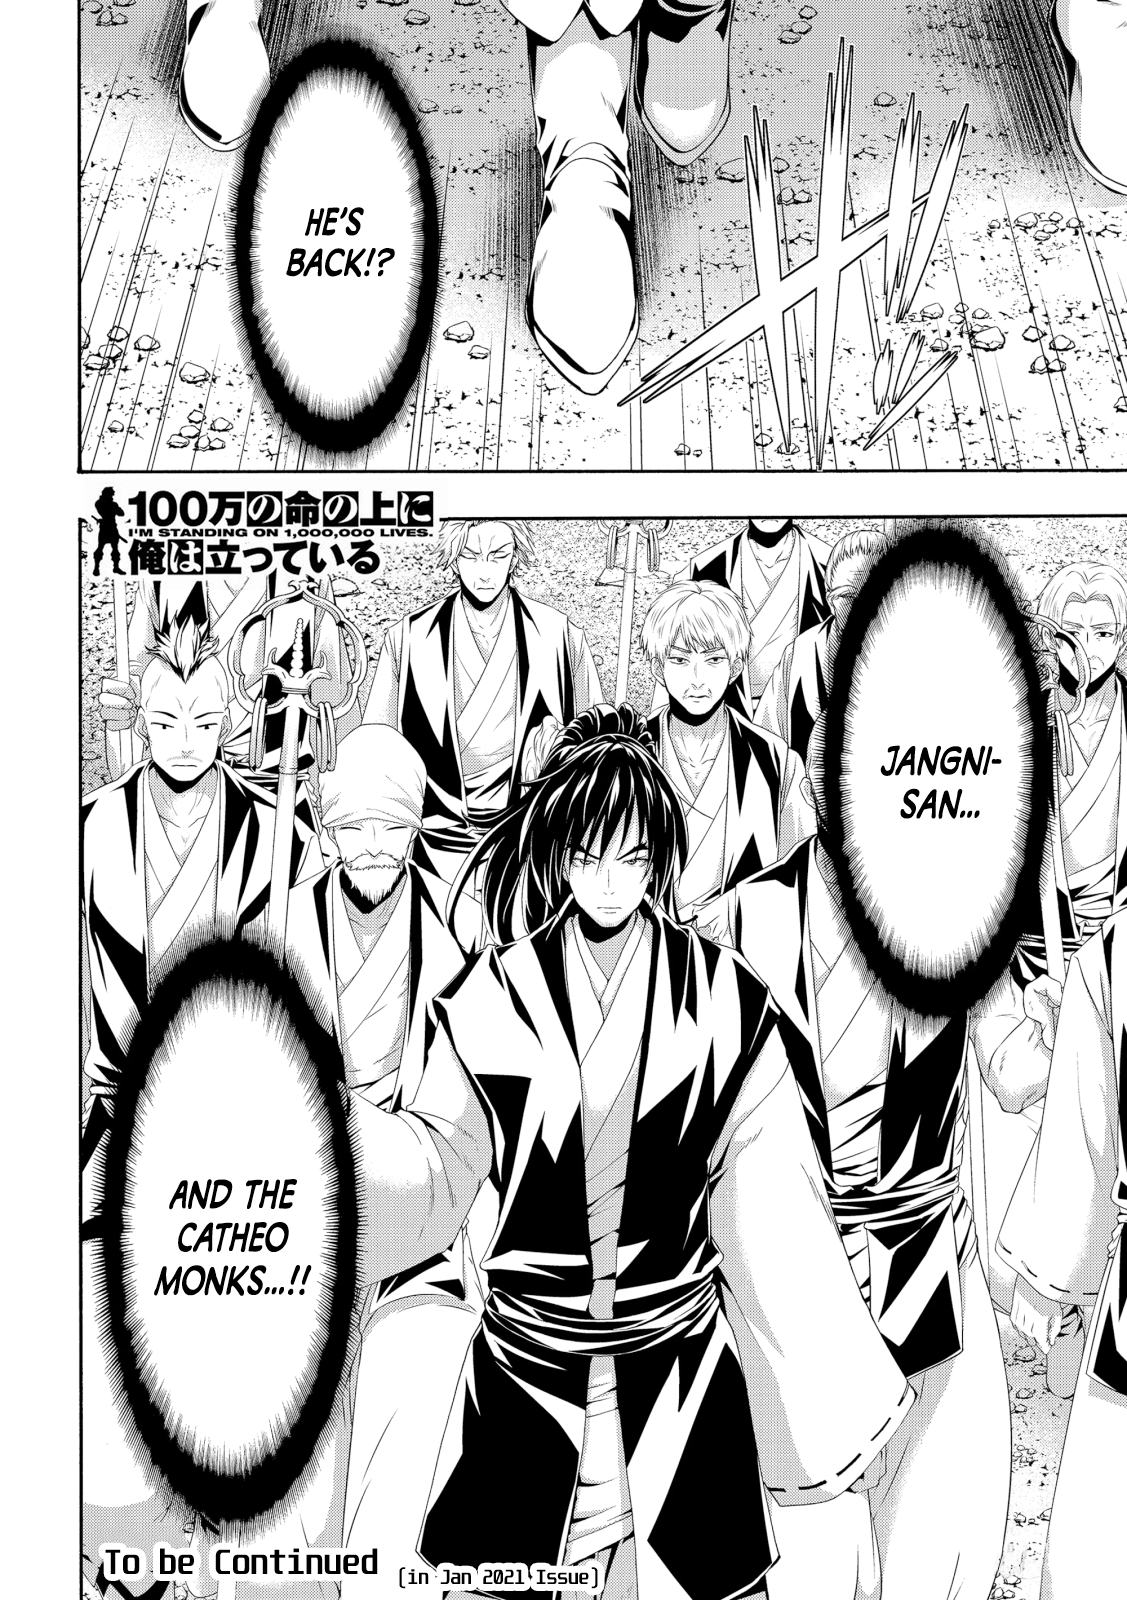 HE'S
BACK!?
100万の命の上に
I'M STANDING ON 1,000,000 LIVES.
俺は立っている
JANGNI-
SAN...
AND THE
CATHEO
MONKS...!!
To be Continued
(in Jan 2021 Issue)